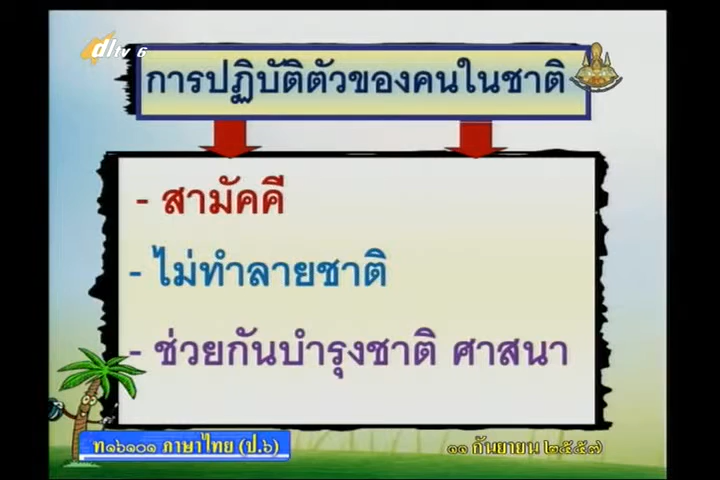 dltv 6
การปฏิบัติตัวของคนในชาติ
- สามัคคี
- ไม่ทำลายชาติ
- ช่วยกันบำรุงชาติ ศาสนา
ท๑๖๑๐๑ ภาษาไทย (ป.๖)
๑๑ กันยายน ๒๕๕๗